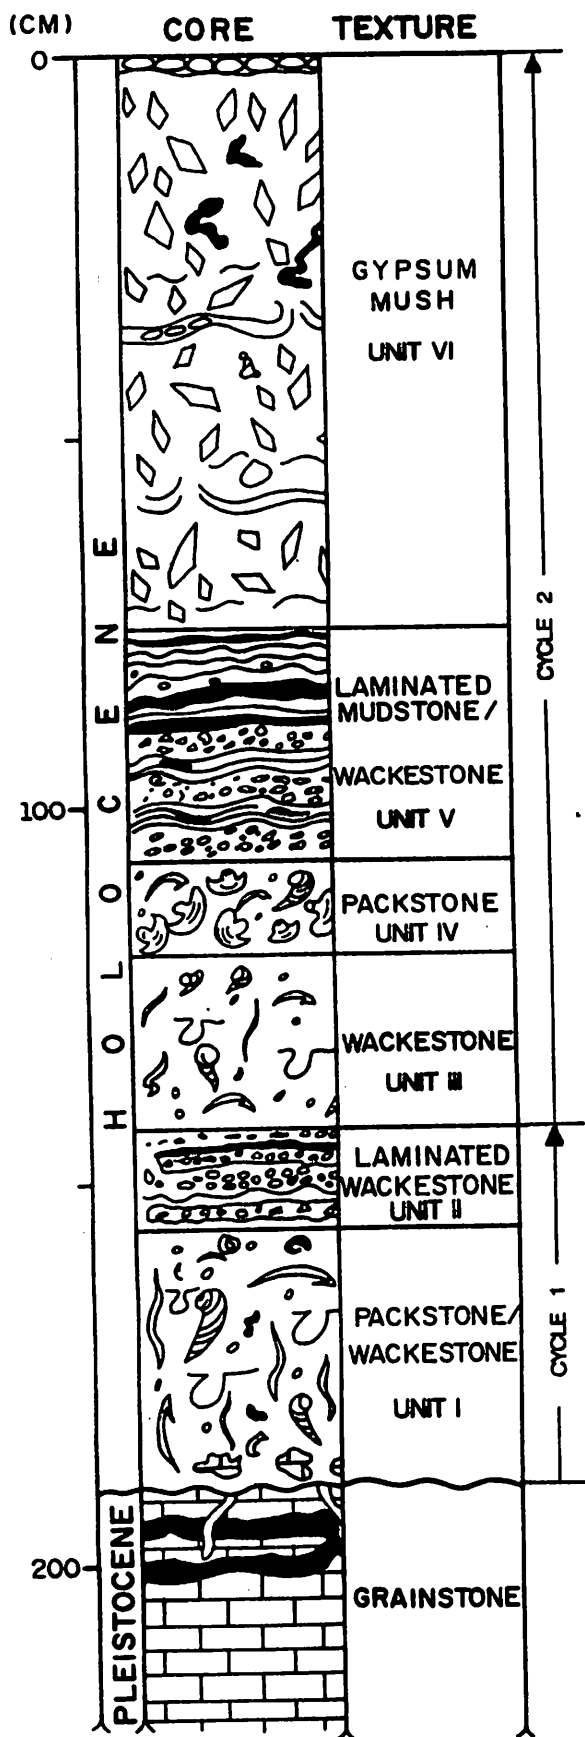 (CM) CORE TEXTURE
0
GYPSUM
MUSH
UNIT VI
CYCLE 2
HOLOCENE
LAMINATED
MUDSTONE/
WACKESTONE
100
UNIT V
PACKSTONE
UNIT IV
WACKESTONE
UNIT III
LAMINATED
WACKESTONE
UNIT II
PACKSTONE/
WACKESTONE
CYCLE 1
UNIT I
200
PLEISTOCENE
GRAINSTONE